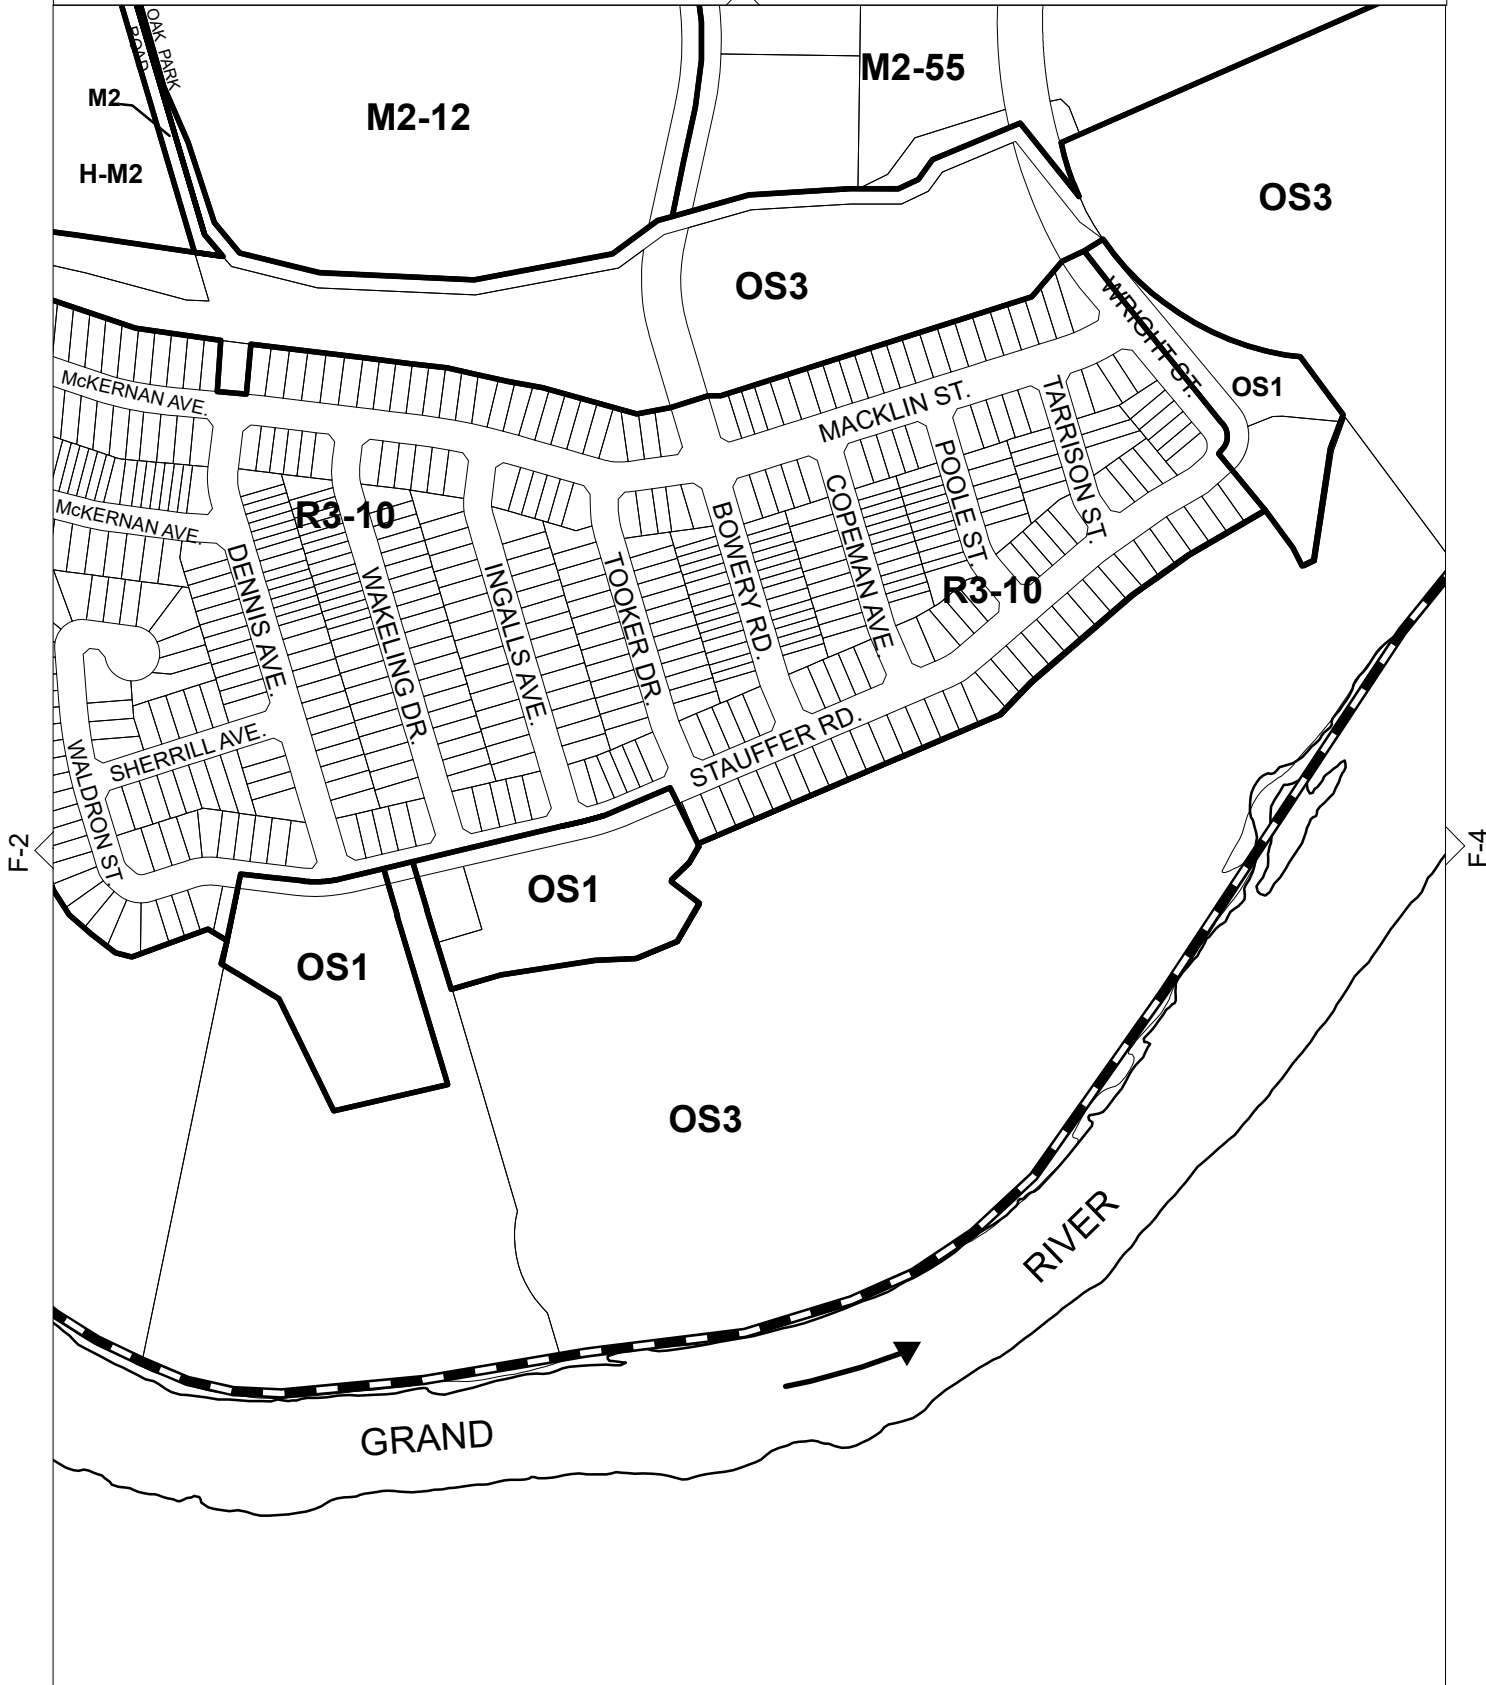 OAK PARK
ROAD
M2
H-M2
M2-12
M2-55
OS3
OS3
WRIGHT ST.
OS1
McKERNAN AVE.
MACKLIN ST.
TARRISON ST.
POOLE ST.
COPEMAN AVE
BOWERY RD.
McKERNAN AVE.
R3-10
R3-10
DENNIS AVE.
WAKELING DR.
INGALLS AVE.
TOOKER DR.
SHERRILL AVE.
WALDRON ST.
STAUFFER RD.
F-2
F-4
OS1
OS1
OS3
RIVER
GRAND